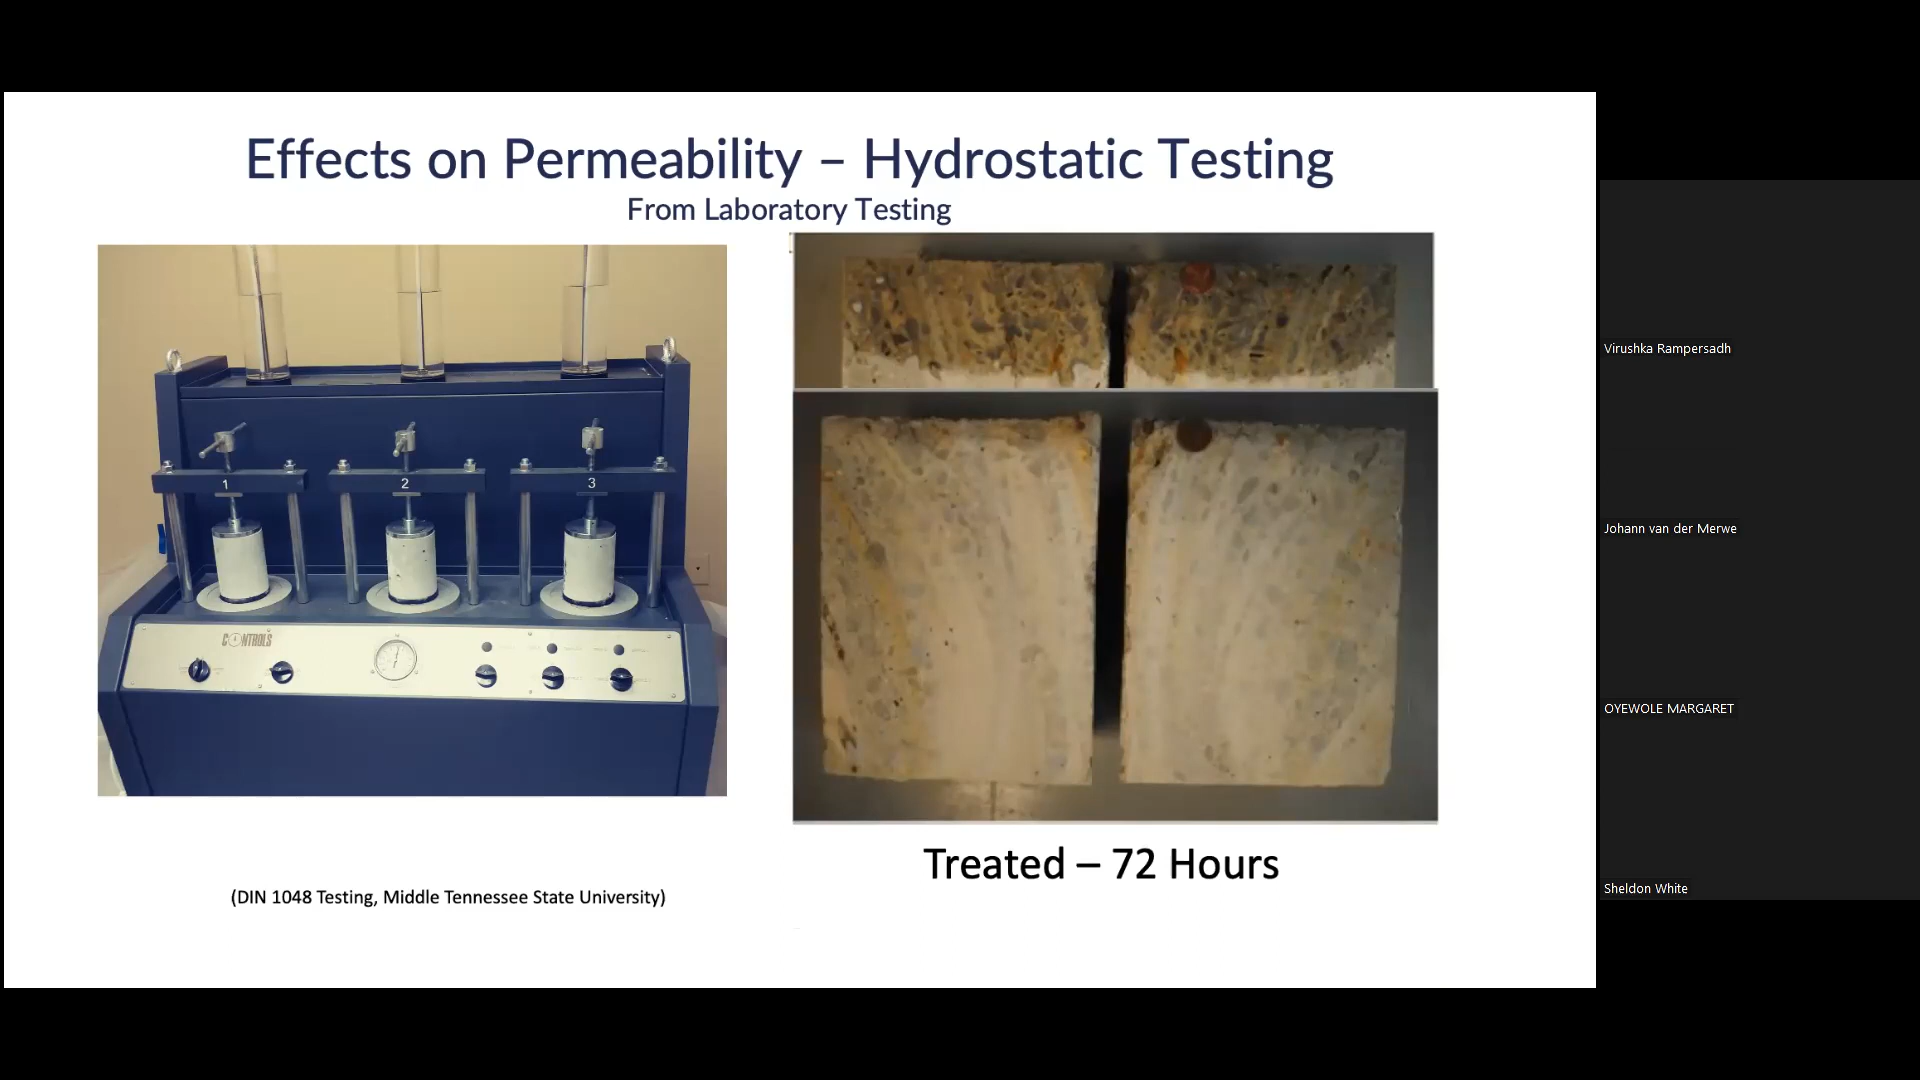 Effects on Permeability – Hydrostatic Testing
From Laboratory Testing
1
2
3
CONTROLS
(DIN 1048 Testing, Middle Tennessee State University)
Treated – 72 Hours
Virushka Rampersadh
Johann van der Merwe
OYEWOLE MARGARET
Sheldon White